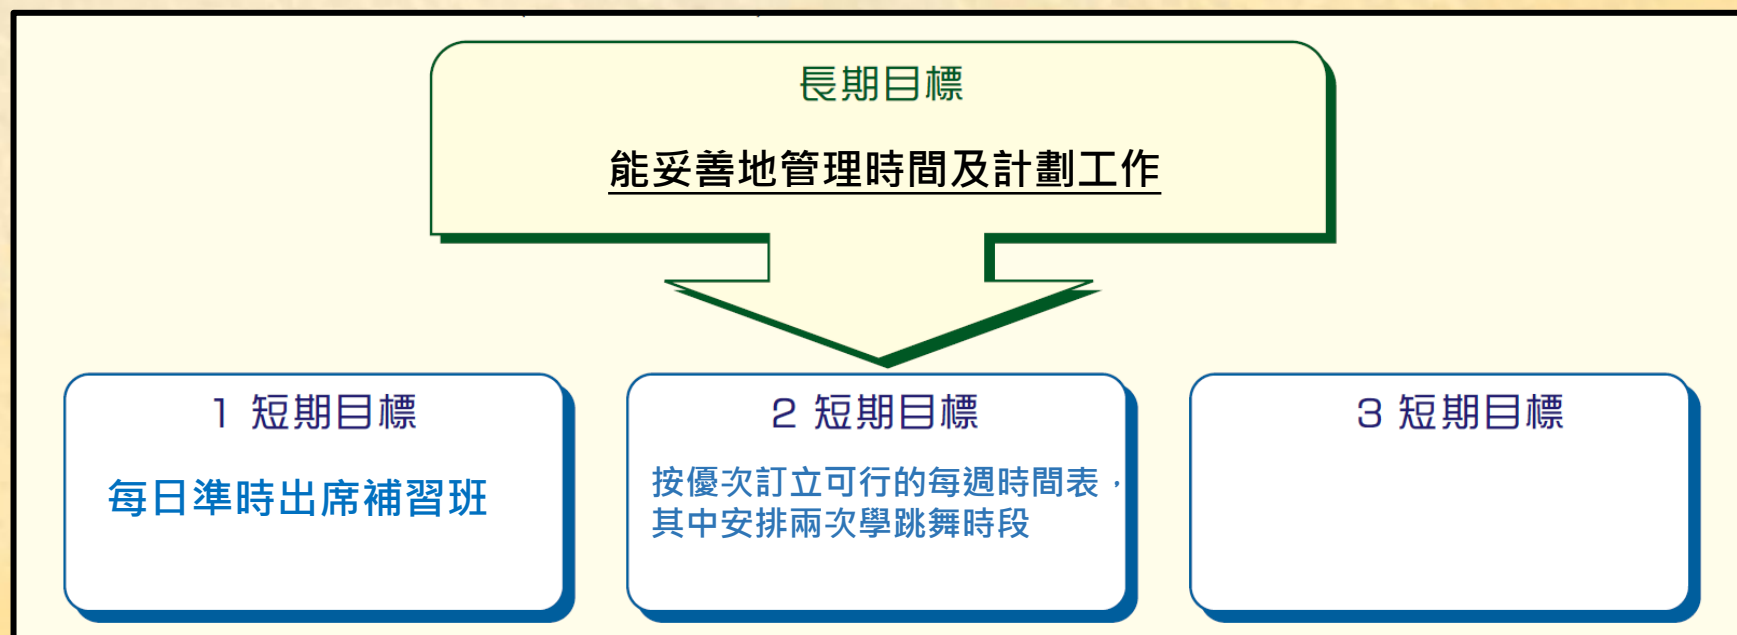 長期目標
能妥善地管理時間及計劃工作
1 短期目標
每日準時出席補習班
2 短期目標
按優次訂立可行的每週時間表，
其中安排兩次學跳舞時段
3 短期目標